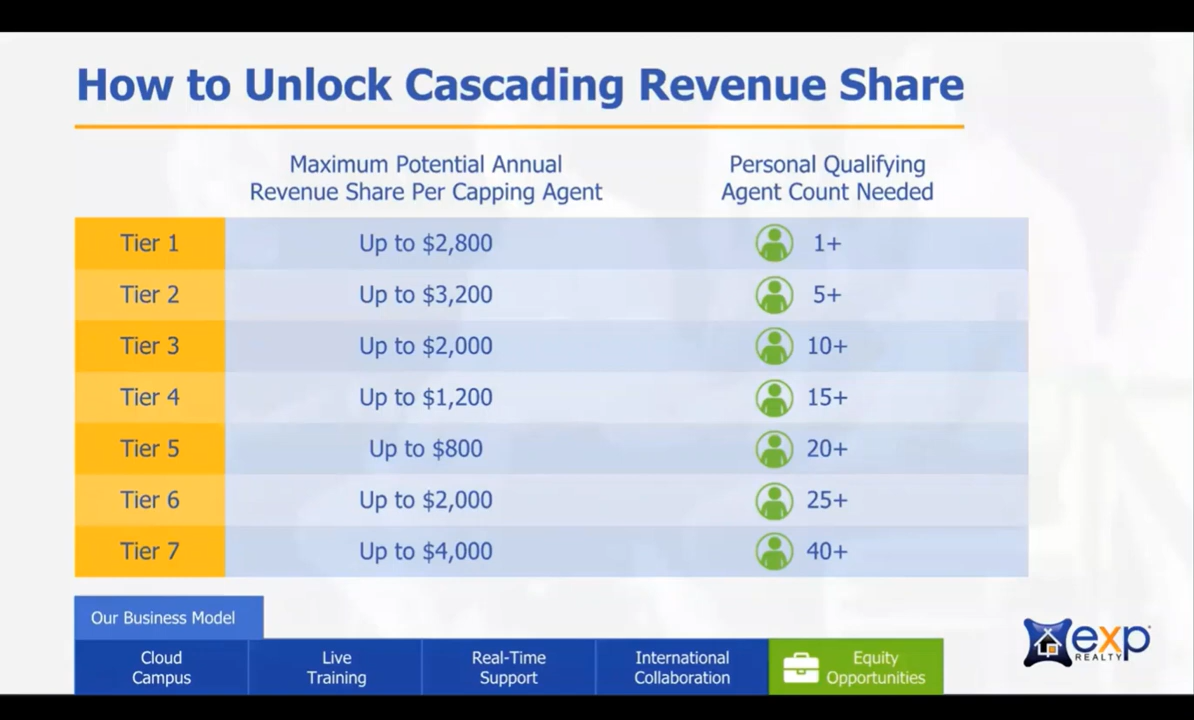 How to Unlock Cascading Revenue Share
Maximum Potential Annual
Revenue Share Per Capping Agent
Personal Qualifying
Agent Count Needed
Tier 1 Up to $2,800 1+
Tier 2 Up to $3,200 5+
Tier 3 Up to $2,000 10+
Tier 4 Up to $1,200 15+
Tier 5 Up to $800 20+
Tier 6 Up to $2,000 25+
Tier 7 Up to $4,000 40+
Our Business Model
Cloud
Campus
Live
Training
Real-Time
Support
International
Collaboration
Equity
Opportunities
exp
REALTY